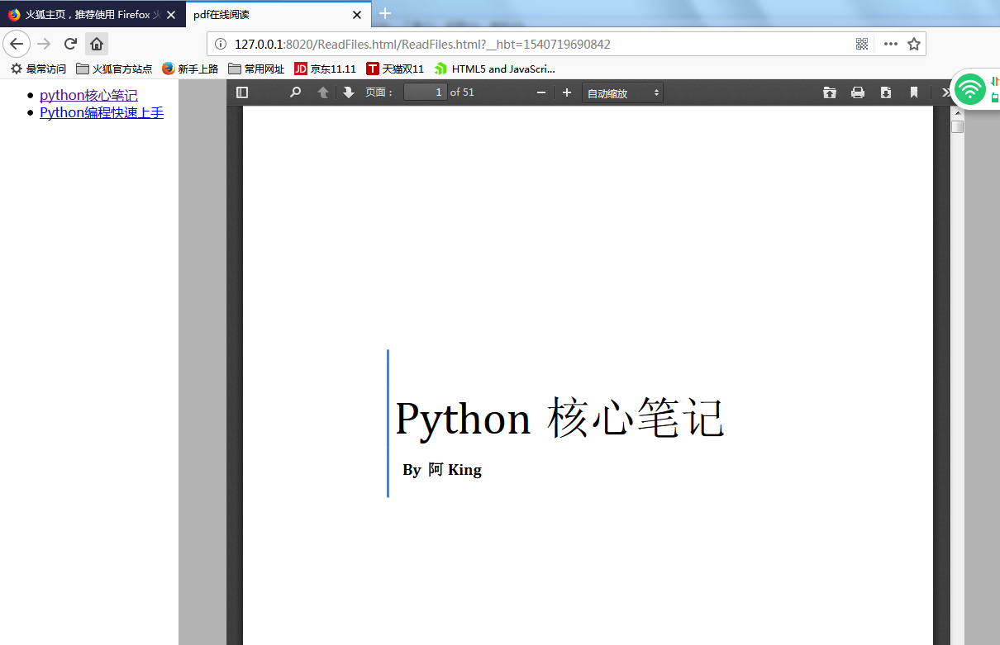 火狐主页，推荐使用 Firefox 火
pdf在线阅读
127.0.0.1:8020/ReadFiles.html/ReadFiles.html?__hbt=1540719690842
最常访问 火狐官方站点 新手上路 常用网址 JD 京东11.11 T 天猫双11 HTML5 and JavaScri...
python核心笔记
Python编程快速上手
页面： 1 of 51 自动缩放
Python 核心笔记
By 阿 King